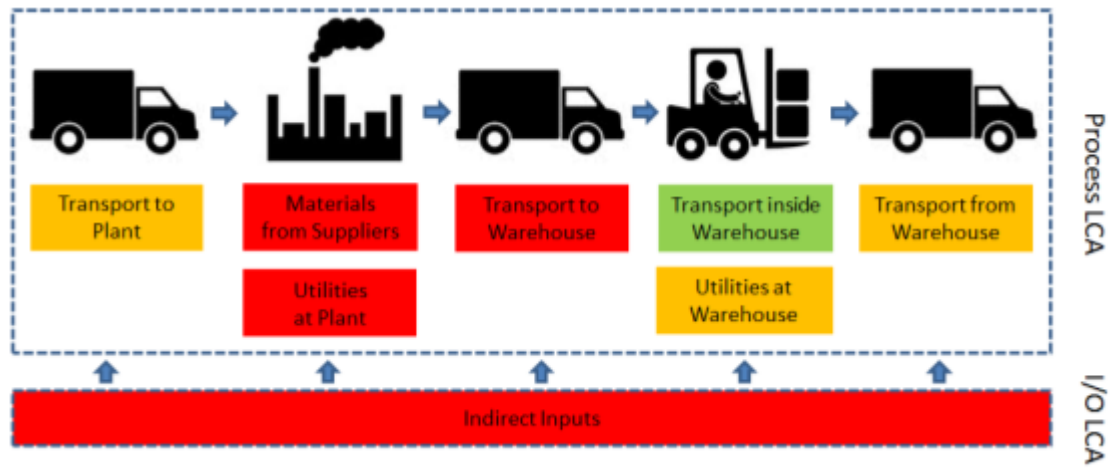 Transport to
Plant
Materials
from Suppliers
Transport to
Warehouse
Transport inside
Warehouse
Transport from
Warehouse
Utilities
at Plant
Utilities at
Warehouse
Process LCA
Indirect Inputs
I/O LCA